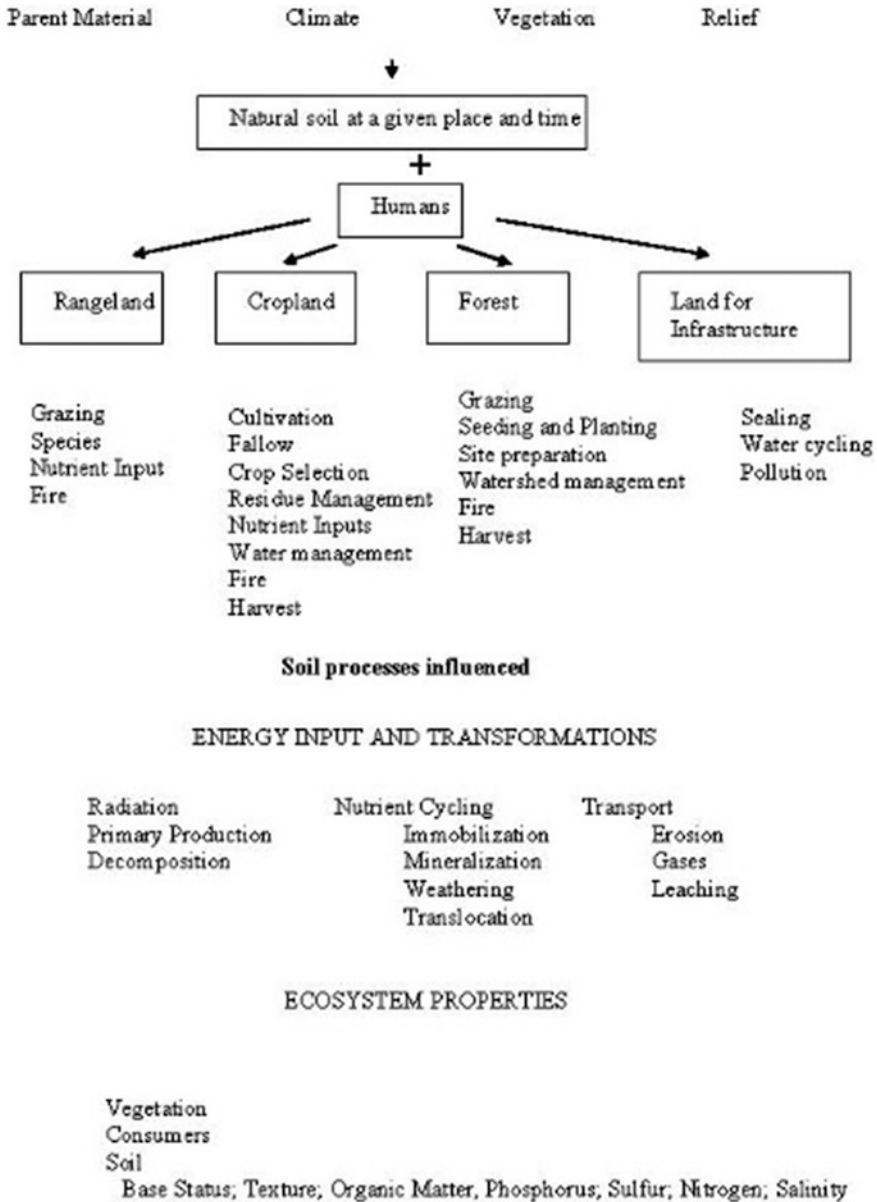 Parent Material Climate Vegetation Relief
Natural soil at a given place and time
+
Humans
Rangeland Cropland Forest Land for
Infrastructure
Grazing
Species
Nutrient Input
Fire
Cultivation
Fallow
Crop Selection
Residue Management
Nutrient Inputs
Water management
Fire
Harvest
Grazing
Seeding and Planting
Site preparation
Watershed management
Fire
Harvest
Sealing
Water cycling
Pollution
Soil processes influenced
ENERGY INPUT AND TRANSFORMATIONS
Radiation
Primary Production
Decomposition
Nutrient Cycling
Immobilization
Mineralization
Weathering
Translocation
Transport
Erosion
Gases
Leaching
ECOSYSTEM PROPERTIES
Vegetation
Consumers
Soil
Base Status; Texture; Organic Matter, Phosphorus; Sulfur; Nitrogen; Salinity